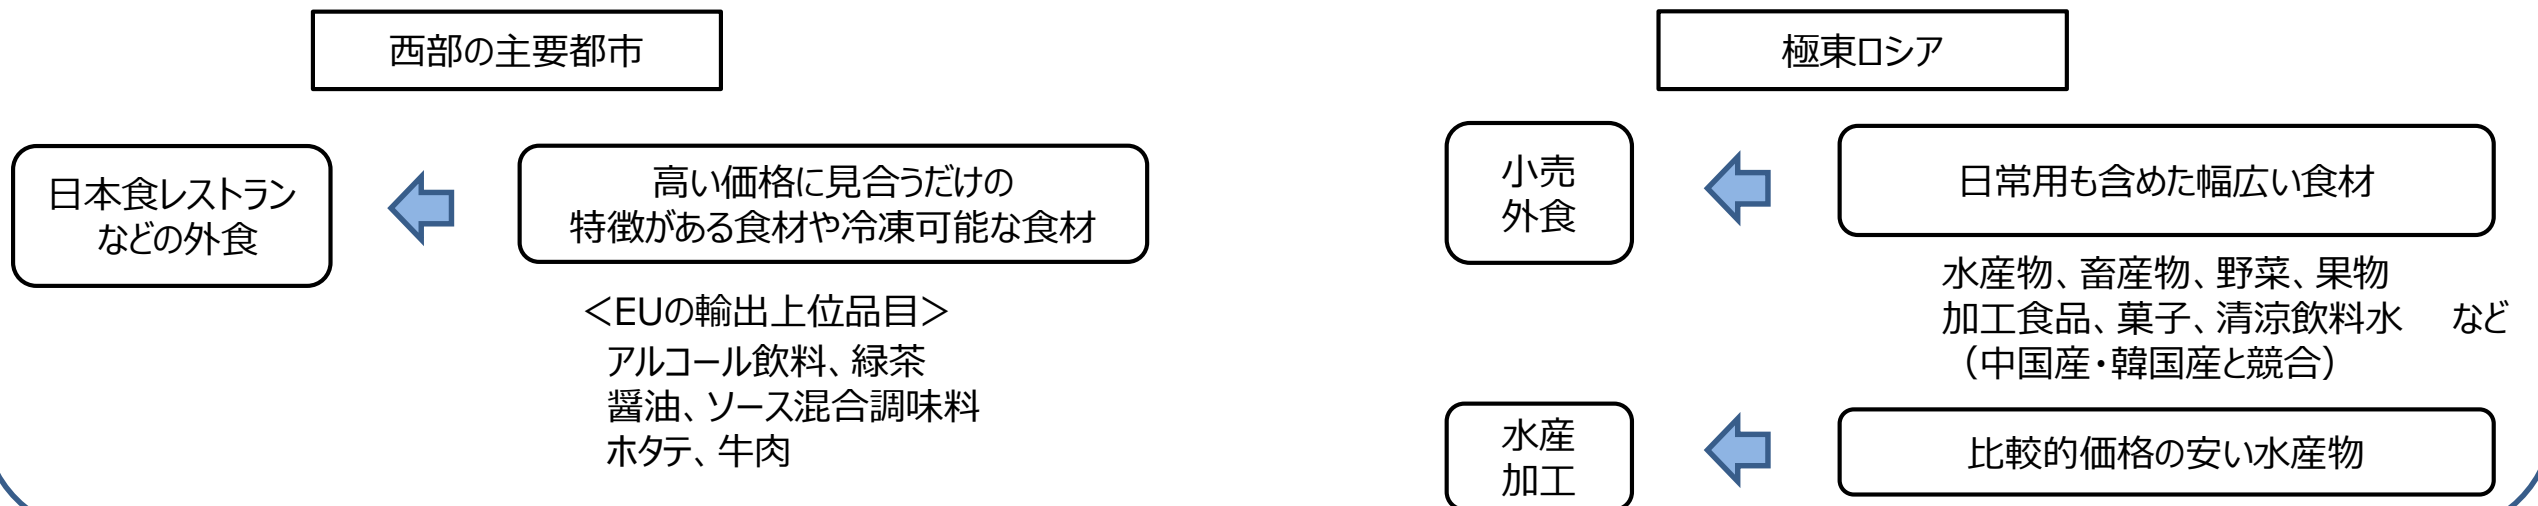 西部の主要都市
日本食レストラン
などの外食
高い価格に見合うだけの
特徴がある食材や冷凍可能な食材
＜EUの輸出上位品目＞
アルコール飲料、緑茶
醤油、ソース混合調味料
ホタテ、牛肉
極東ロシア
小売
外食
日常用も含めた幅広い食材
水産物、畜産物、野菜、果物
加工食品、菓子、清涼飲料水　など
（中国産・韓国産と競合）
水産
加工
比較的価格の安い水産物